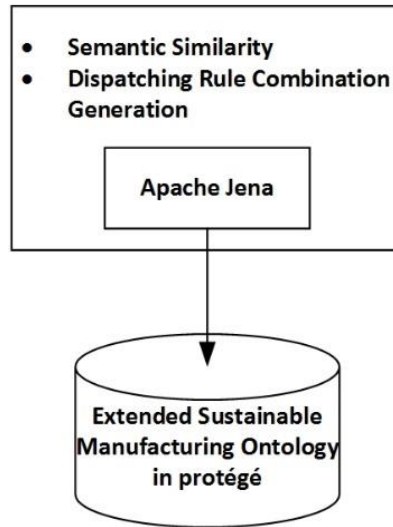 • Semantic Similarity
• Dispatching Rule Combination
Generation
Apache Jena
Extended Sustainable
Manufacturing Ontology
in protégé